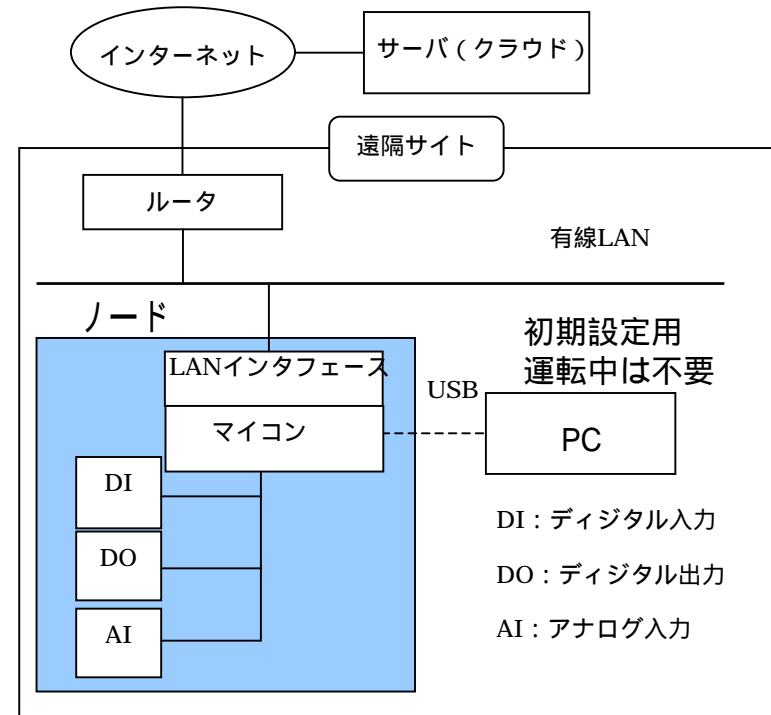 インターネット
サーバ（クラウド）
遠隔サイト
ルータ
有線LAN
ノード
初期設定用
運転中は不要
LANインタフェース
USB
マイコン
PC
DI
DI：ディジタル入力
DO
DO：ディジタル出力
AI
AI：アナログ入力